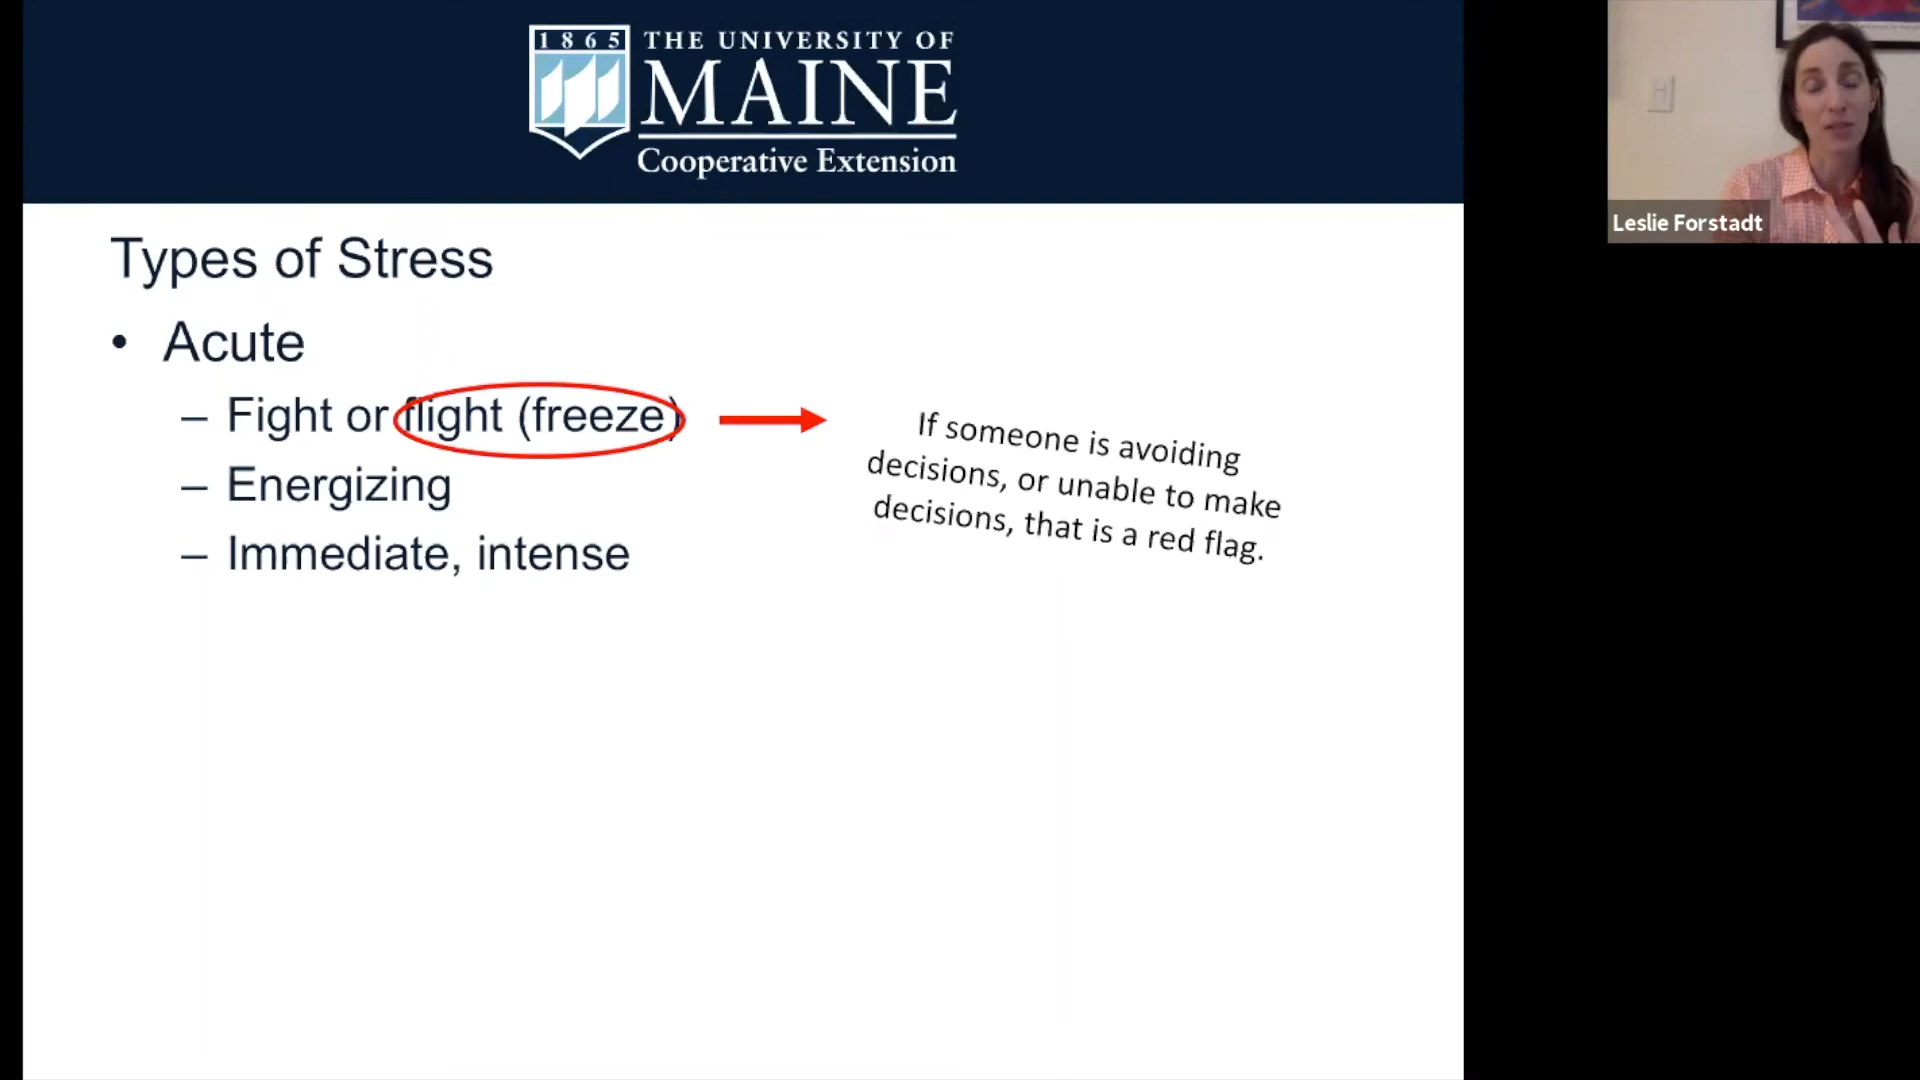 1865
THE UNIVERSITY OF
MAINE
Cooperative Extension
Leslie Forstadt
Types of Stress
• Acute
– Fight or flight (freeze)
– Energizing
– Immediate, intense
If someone is avoiding
decisions, or unable to make
decisions, that is a red flag.